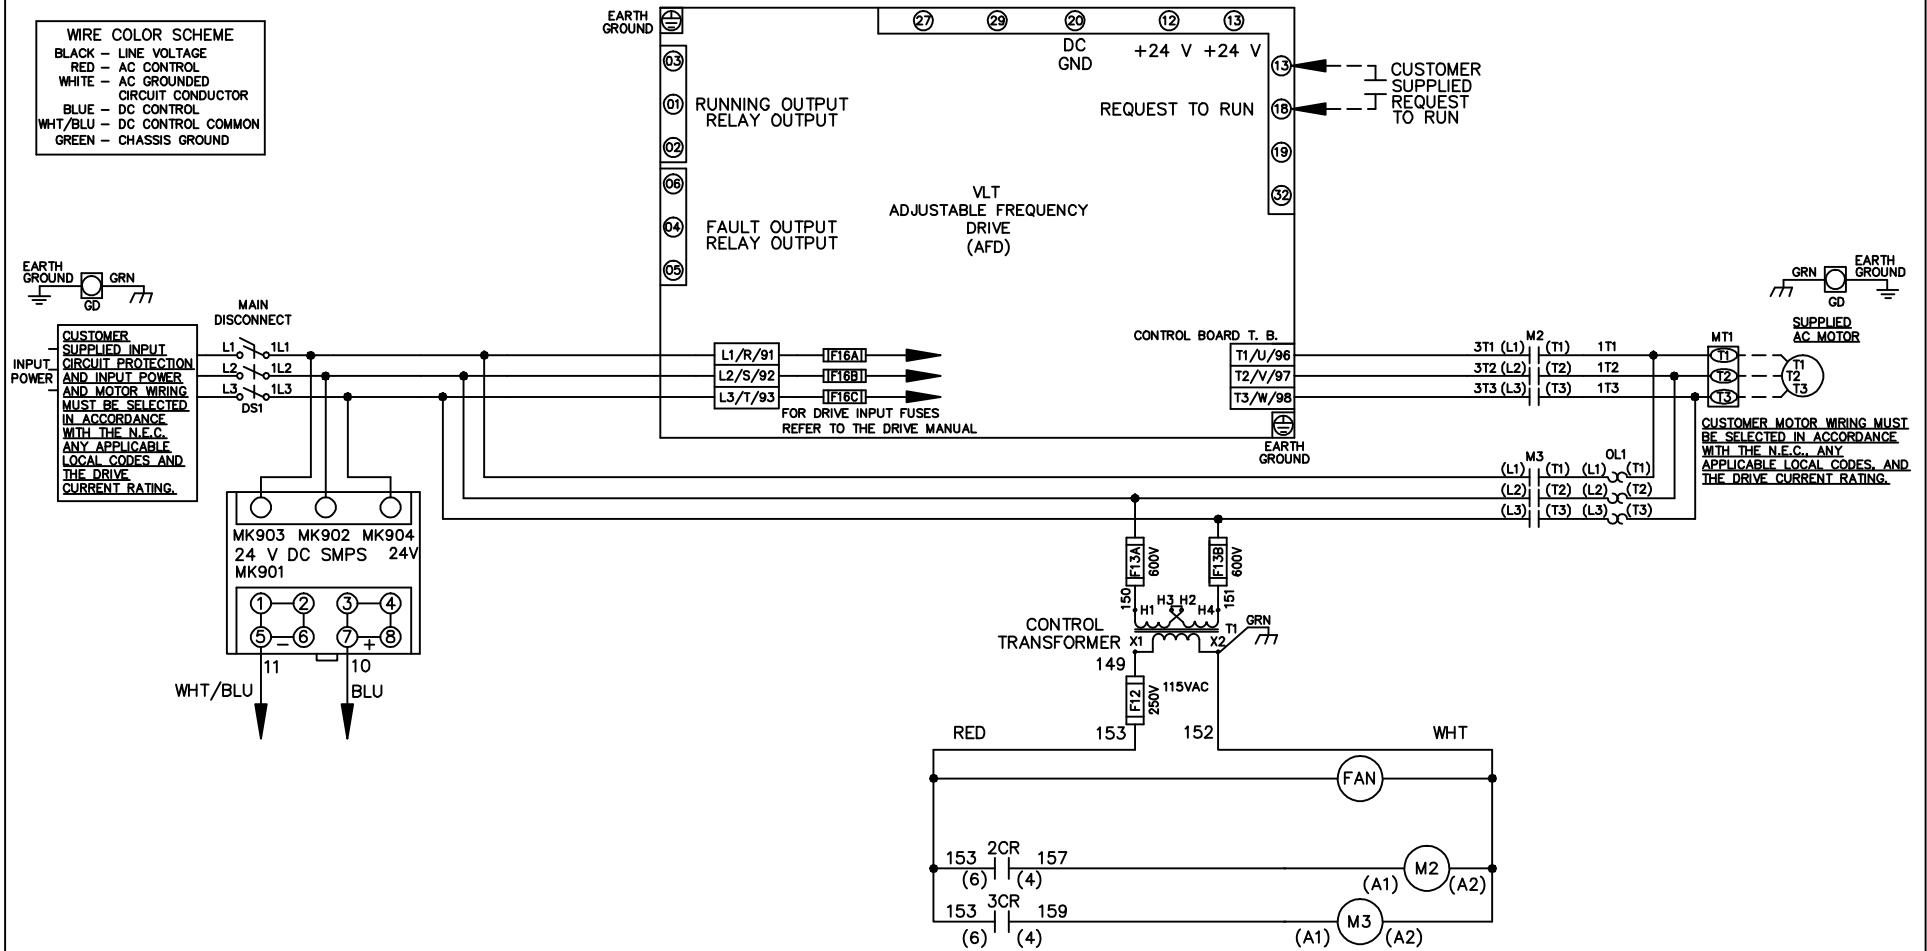 WIRE COLOR SCHEME
BLACK – LINE VOLTAGE
RED – AC CONTROL
WHITE – AC GROUNDED
CIRCUIT CONDUCTOR
BLUE – DC CONTROL
WHT/BLU – DC CONTROL COMMON
GREEN – CHASSIS GROUND
EARTH
GROUND
27 29 20 12 13
DC
GND
+24 V +24 V
03
01
02
RUNNING OUTPUT
RELAY OUTPUT
06
04
05
FAULT OUTPUT
RELAY OUTPUT
13
REQUEST TO RUN 18
19
32
CUSTOMER
SUPPLIED
REQUEST
TO RUN
VLT
ADJUSTABLE FREQUENCY
DRIVE
(AFD)
EARTH
GROUND
GRN
GD
MAIN
DISCONNECT
INPUT
POWER
CUSTOMER
SUPPLIED INPUT
CIRCUIT PROTECTION
AND INPUT POWER
AND MOTOR WIRING
MUST BE SELECTED
IN ACCORDANCE
WITH THE N.E.C.
ANY APPLICABLE
LOCAL CODES AND
THE DRIVE
CURRENT RATING.
L1 1L1
L2 1L2
L3 1L3
DS1
L1/R/91 F16A
L2/S/92 F16B
L3/T/93 F16C
FOR DRIVE INPUT FUSES
REFER TO THE DRIVE MANUAL
CONTROL BOARD T. B.
T1/U/96
T2/V/97
T3/W/98
EARTH
GROUND
M2
3T1 (L1) (T1) 1T1
3T2 (L2) (T2) 1T2
3T3 (L3) (T3) 1T3
GRN
EARTH
GROUND
GD
SUPPLIED
AC MOTOR
MT1
T1
T2
T3
T1
T2
T3
CUSTOMER MOTOR WIRING MUST
BE SELECTED IN ACCORDANCE
WITH THE N.E.C., ANY
APPLICABLE LOCAL CODES, AND
THE DRIVE CURRENT RATING.
M3 OL1
(L1) (T1) (L1) (T1)
(L2) (T2) (L2) (T2)
(L3) (T3) (L3) (T3)
MK903 MK902 MK904
24 V DC SMPS 24V
MK901
1 2 3 4
5 – 6 7 + 8
11 10
WHT/BLU BLU
F13A 600V
F13B 600V
150 151
H1 H3 H2 H4
CONTROL
TRANSFORMER
X1 X2 T1 GRN
149
F12 250V
115VAC
153 152
RED WHT
FAN
153 2CR 157
(6) (4)
M2
(A1) (A2)
153 3CR 159
(6) (4)
M3
(A1) (A2)